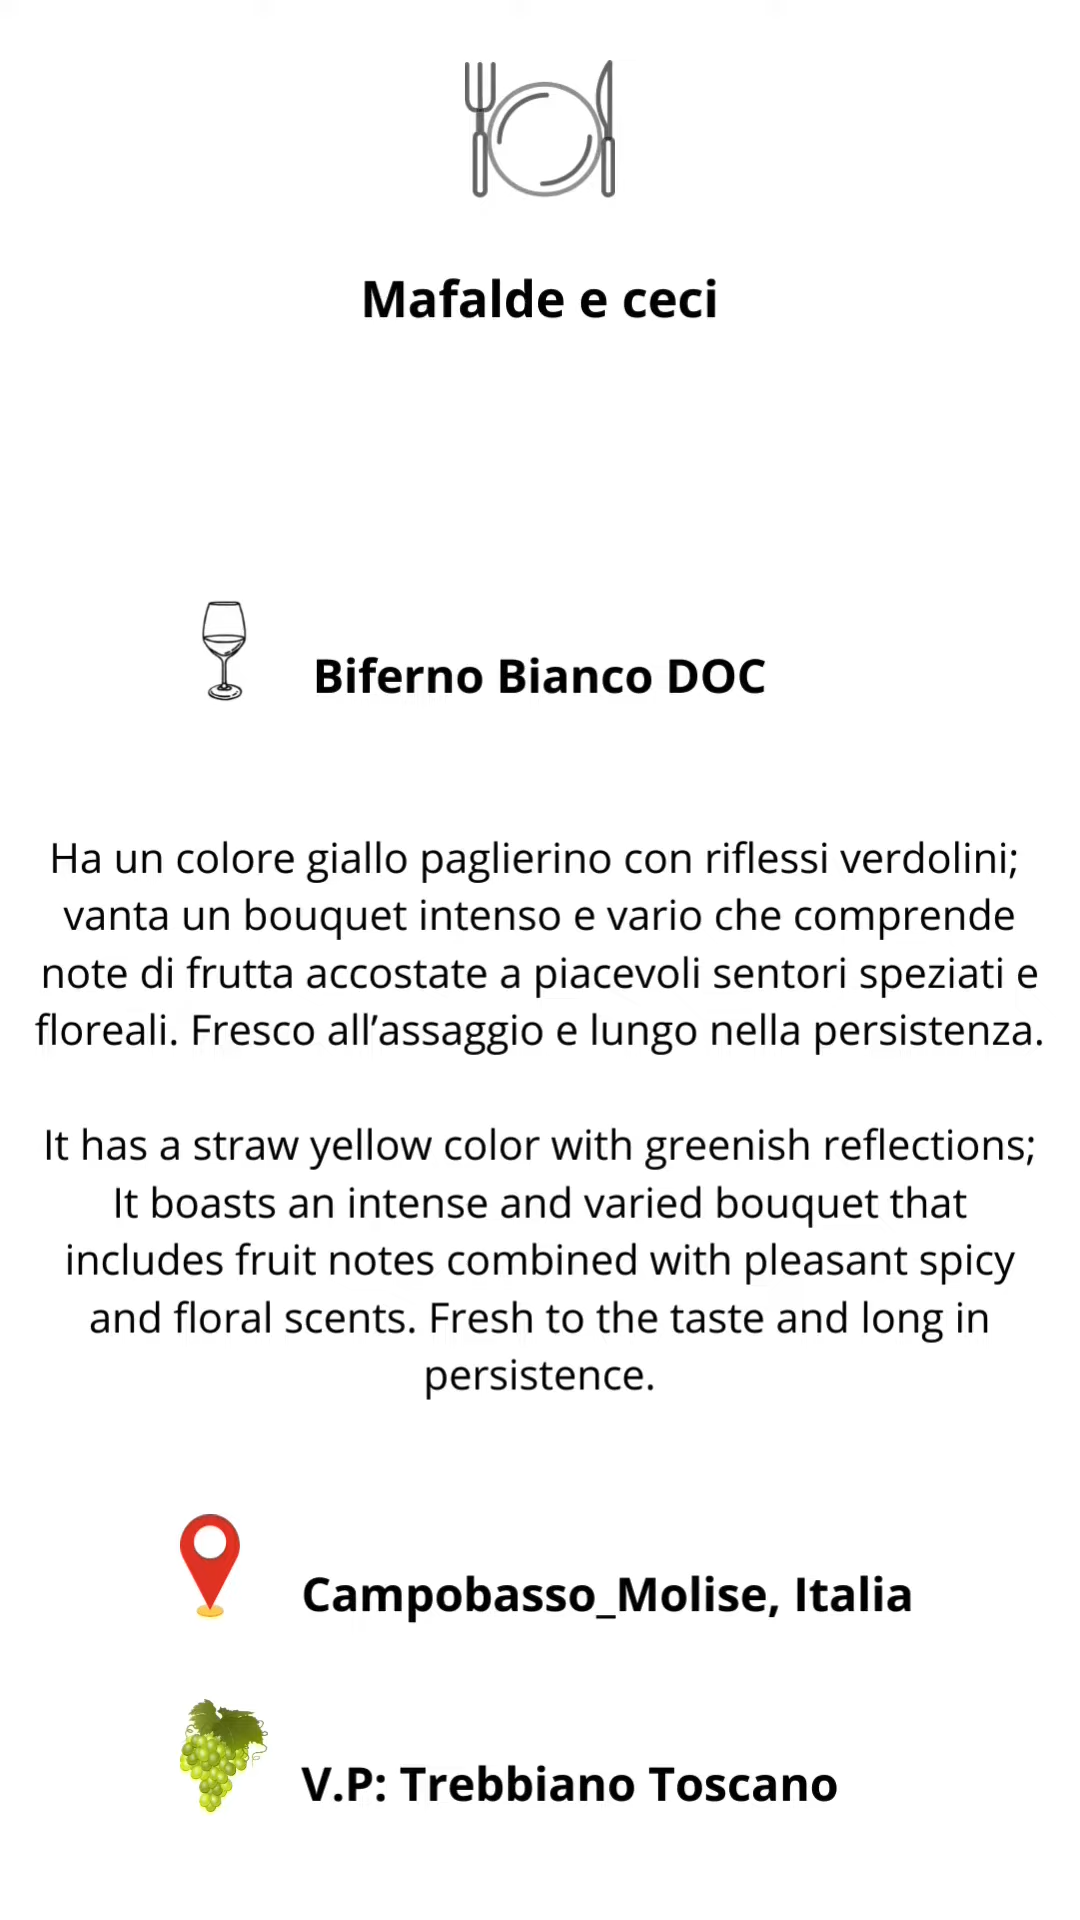 Mafalde e ceci
Biferno Bianco DOC
Ha un colore giallo paglierino con riflessi verdolini;
vanta un bouquet intenso e vario che comprende
note di frutta accostate a piacevoli sentori speziati e
floreali. Fresco all’assaggio e lungo nella persistenza.
It has a straw yellow color with greenish reflections;
It boasts an intense and varied bouquet that
includes fruit notes combined with pleasant spicy
and floral scents. Fresh to the taste and long in
persistence.
Campobasso_Molise, Italia
V.P: Trebbiano Toscano